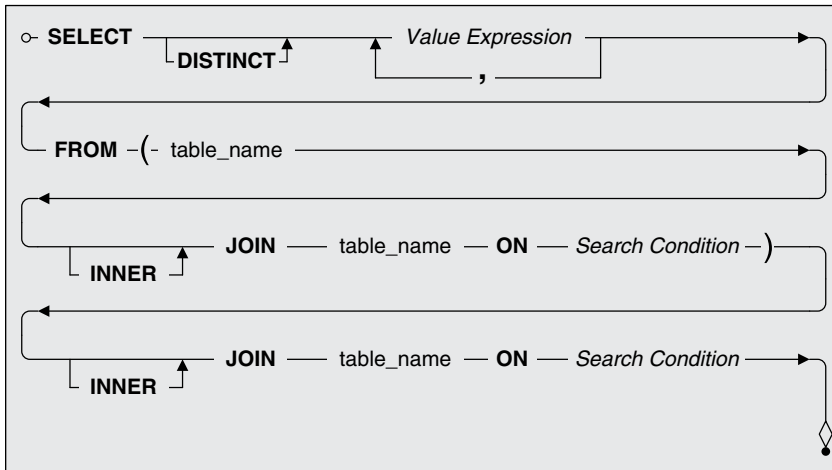 SELECT Value Expression
DISTINCT ,
FROM ( table_name
JOIN table_name ON Search Condition )
INNER
JOIN table_name ON Search Condition
INNER